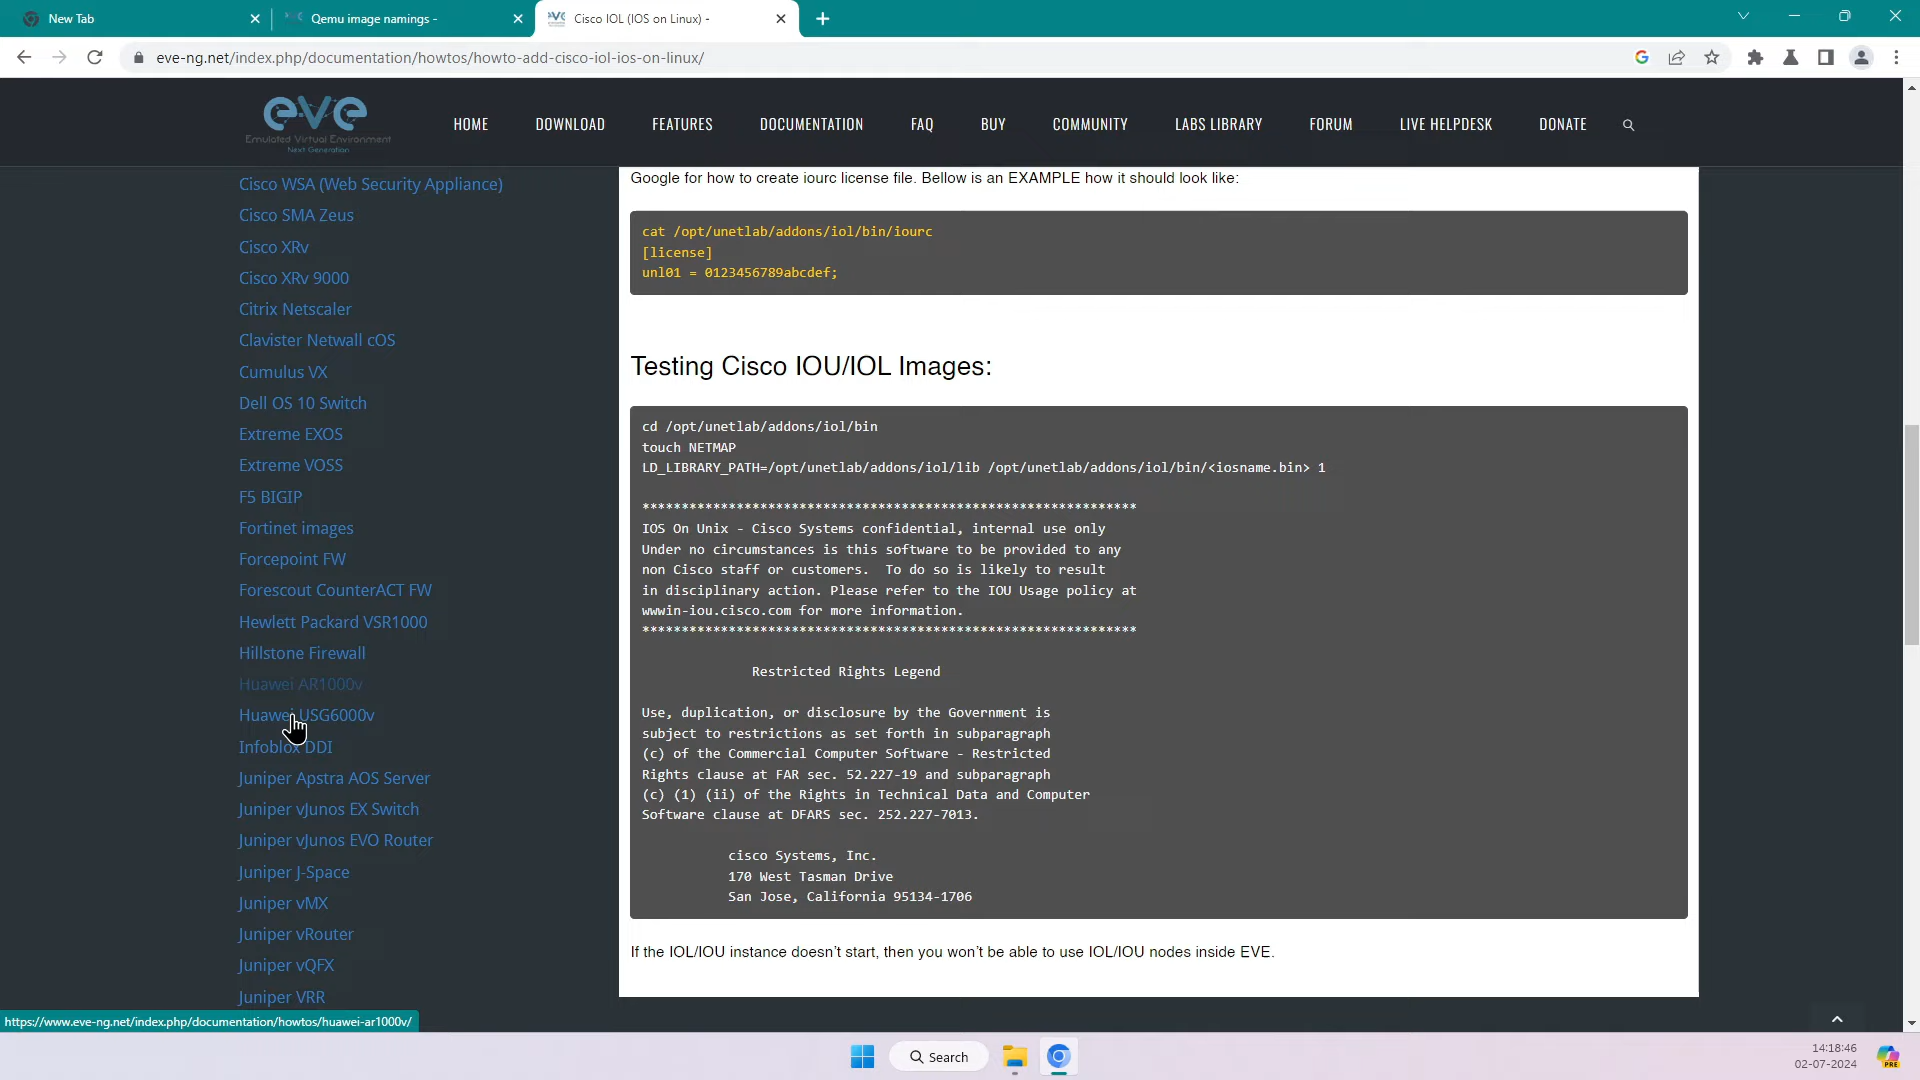 New Tab
Qemu image namings -
Cisco IOL (IOS on Linux) -
eve-ng.net/index.php/documentation/howtos/howto-add-cisco-iol-ios-on-linux/
eve
Emulated Virtual Environment
Next Generation
HOME
DOWNLOAD
FEATURES
DOCUMENTATION
FAQ
BUY
COMMUNITY
LABS LIBRARY
FORUM
LIVE HELPDESK
DONATE
Cisco WSA (Web Security Appliance)
Cisco SMA Zeus
Cisco XRv
Cisco XRv 9000
Citrix Netscaler
Clavister Netwall cOS
Cumulus VX
Dell OS 10 Switch
Extreme EXOS
Extreme VOSS
F5 BIGIP
Fortinet images
Forcepoint FW
Forescout CounterACT FW
Hewlett Packard VSR1000
Hillstone Firewall
Huawei AR1000v
Huawei USG6000v
Infoblox DDI
Juniper Apstra AOS Server
Juniper vJunos EX Switch
Juniper vJunos EVO Router
Juniper J-Space
Juniper vMX
Juniper vRouter
Juniper vQFX
Juniper VRR
Google for how to create iourc license file. Bellow is an EXAMPLE how it should look like:
cat /opt/unetlab/addons/iol/bin/iourc
[license]
unl01 = 0123456789abcdef;
Testing Cisco IOU/IOL Images:
cd /opt/unetlab/addons/iol/bin
touch NETMAP
LD_LIBRARY_PATH=/opt/unetlab/addons/iol/lib /opt/unetlab/addons/iol/bin/<iosname.bin> 1
***************************************************************
IOS On Unix - Cisco Systems confidential, internal use only
Under no circumstances is this software to be provided to any
non Cisco staff or customers.  To do so is likely to result
in disciplinary action. Please refer to the IOU Usage policy at
wwwin-iou.cisco.com for more information.
***************************************************************
Restricted Rights Legend
Use, duplication, or disclosure by the Government is
subject to restrictions as set forth in subparagraph
(c) of the Commercial Computer Software - Restricted
Rights clause at FAR sec. 52.227-19 and subparagraph
(c) (1) (ii) of the Rights in Technical Data and Computer
Software clause at DFARS sec. 252.227-7013.
cisco Systems, Inc.
170 West Tasman Drive
San Jose, California 95134-1706
If the IOL/IOU instance doesn't start, then you won't be able to use IOL/IOU nodes inside EVE.
https://www.eve-ng.net/index.php/documentation/howtos/huawei-ar1000v/
Search
14:18:46
02-07-2024
PRE